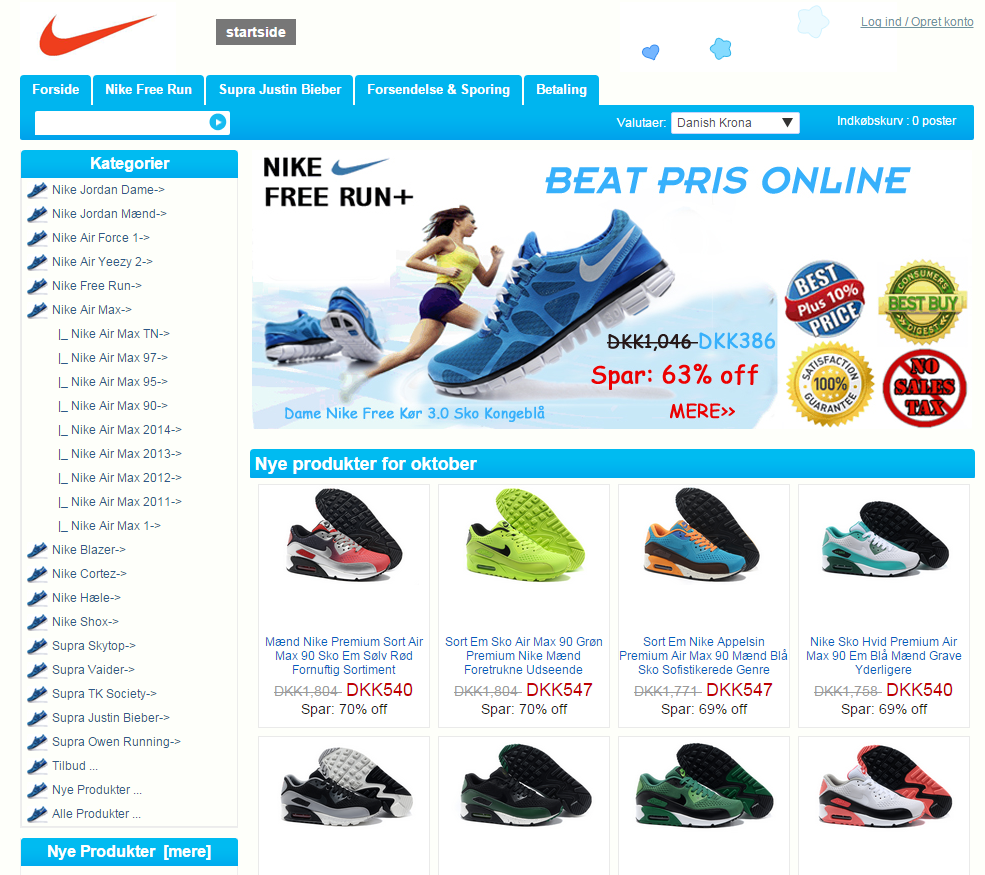 startside
Log ind / Opret konto
Forside
Nike Free Run
Supra Justin Bieber
Forsendelse & Sporing
Betaling
Valutaer:
Danish Krona
Indkøbskurv : 0 poster
Kategorier
Nike Jordan Dame->
Nike Jordan Mænd->
Nike Air Force 1->
Nike Air Yeezy 2->
Nike Free Run->
Nike Air Max->
|_ Nike Air Max TN->
|_ Nike Air Max 97->
|_ Nike Air Max 95->
|_ Nike Air Max 90->
|_ Nike Air Max 2014->
|_ Nike Air Max 2013->
|_ Nike Air Max 2012->
|_ Nike Air Max 2011->
|_ Nike Air Max 1->
Nike Blazer->
Nike Cortez->
Nike Hæle->
Nike Shox->
Supra Skytop->
Supra Vaider->
Supra TK Society->
Supra Justin Bieber->
Supra Owen Running->
Tilbud ...
Nye Produkter ...
Alle Produkter ...
Nye Produkter [mere]
NIKE
FREE RUN+
BEAT PRIS ONLINE
DKK1,046 DKK386
Spar: 63% off
MERE>>
Dame Nike Free Kør 3.0 Sko Kongeblå
BEST
Plus 10%
PRICE
CONSUMERS
BEST BUY
DIGEST
SATISFACTION
100%
GUARANTEE
NO
SALES
TAX
Nye produkter for oktober
Mænd Nike Premium Sort Air
Max 90 Sko Em Sølv Rød
Fornuftig Sortiment
DKK1,804 DKK540
Spar: 70% off
Sort Em Sko Air Max 90 Grøn
Premium Nike Mænd
Foretrukne Udseende
DKK1,804 DKK547
Spar: 70% off
Sort Em Nike Appelsin
Premium Air Max 90 Mænd Blå
Sko Sofistikerede Genre
DKK1,771 DKK547
Spar: 69% off
Nike Sko Hvid Premium Air
Max 90 Em Blå Mænd Grave
Yderligere
DKK1,758 DKK540
Spar: 69% off